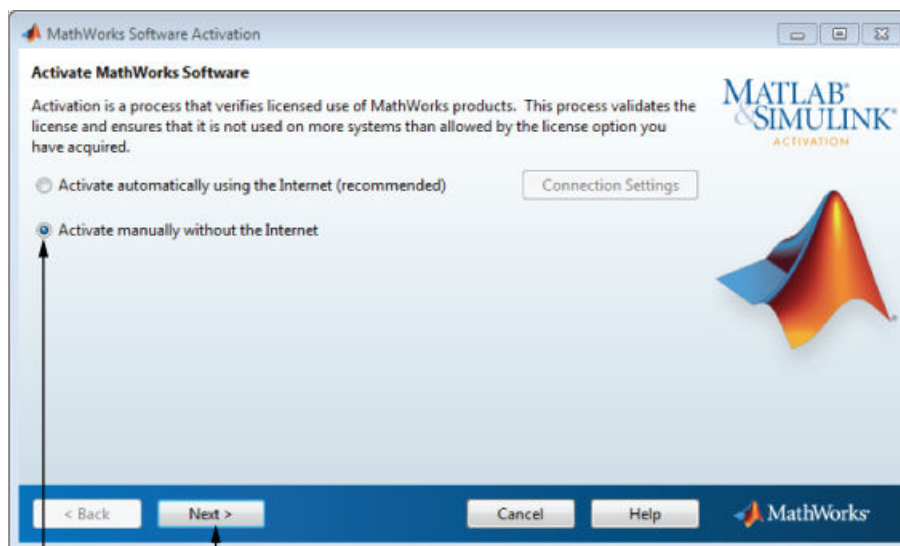 MathWorks Software Activation
Activate MathWorks Software
Activation is a process that verifies licensed use of MathWorks products. This process validates the
license and ensures that it is not used on more systems than allowed by the license option you
have acquired.
MATLAB®
&SIMULINK®
ACTIVATION
Activate automatically using the Internet (recommended)
Connection Settings
Activate manually without the Internet
< Back
Next >
Cancel
Help
MathWorks®